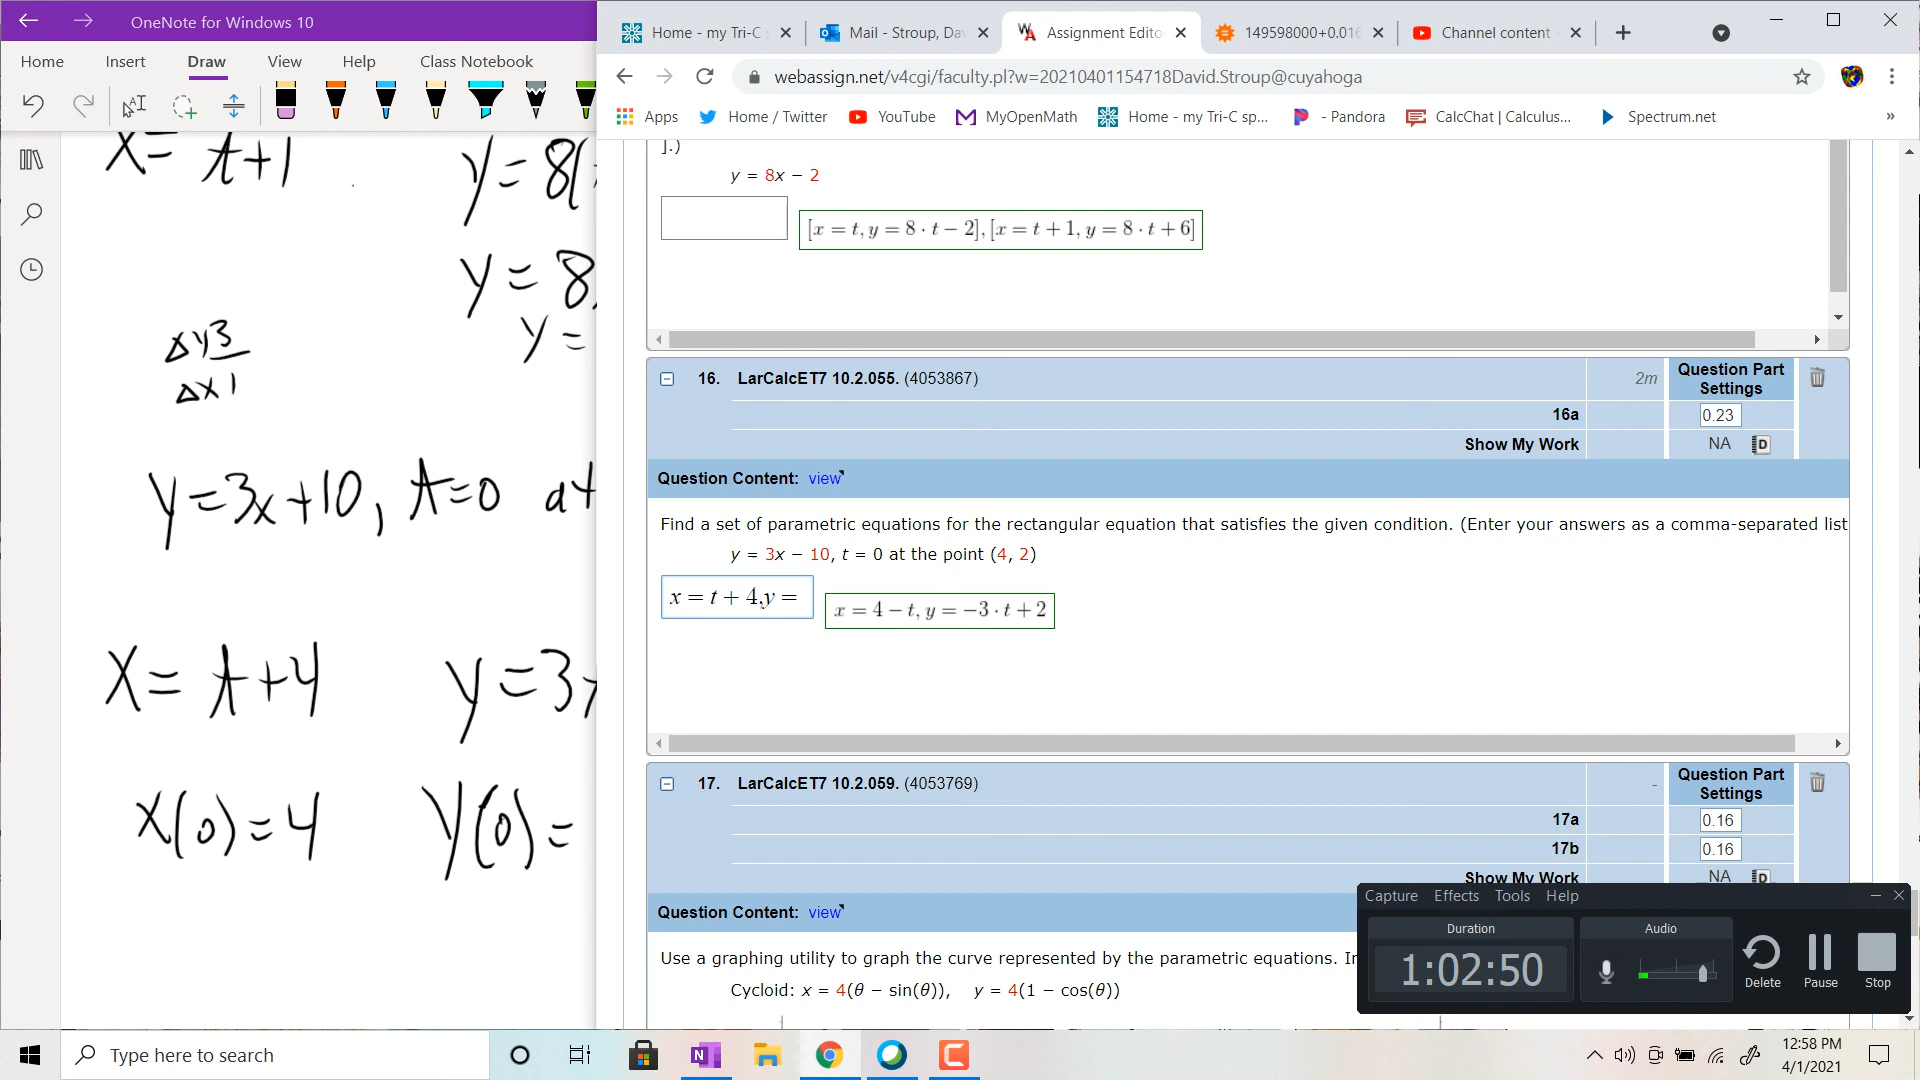 OneNote for Windows 10
Home Insert Draw View Help Class Notebook
x= t+1 y= 8(
y= 8
y=
Δy 3
Δx 1
y=3x+10, t=0 at
x= t+4 y=3
x(0)=4 y(0)=
Home - my Tri-C s Mail - Stroup, Dav Assignment Edito 149598000+0.016 Channel content -
webassign.net/v4cgi/faculty.pl?w=20210401154718David.Stroup@cuyahoga
Apps Home / Twitter YouTube MyOpenMath Home - my Tri-C sp... - Pandora CalcChat | Calculus... Spectrum.net »
].)
y = 8x − 2
[x = t, y = 8 · t − 2], [x = t + 1, y = 8 · t + 6]
16. LarCalcET7 10.2.055. (4053867) 2m Question Part Settings
16a 0.23
Show My Work NA
Question Content: view
Find a set of parametric equations for the rectangular equation that satisfies the given condition. (Enter your answers as a comma-separated list
y = 3x − 10, t = 0 at the point (4, 2)
x = t + 4,y =
x = 4 − t, y = −3 · t + 2
17. LarCalcET7 10.2.059. (4053769) - Question Part Settings
17a 0.16
17b 0.16
Show My Work NA
Question Content: view
Use a graphing utility to graph the curve represented by the parametric equations. In
Cycloid: x = 4(θ − sin(θ)), y = 4(1 − cos(θ))
Capture Effects Tools Help
Duration Audio
1:02:50
Delete Pause Stop
Type here to search
12:58 PM
4/1/2021